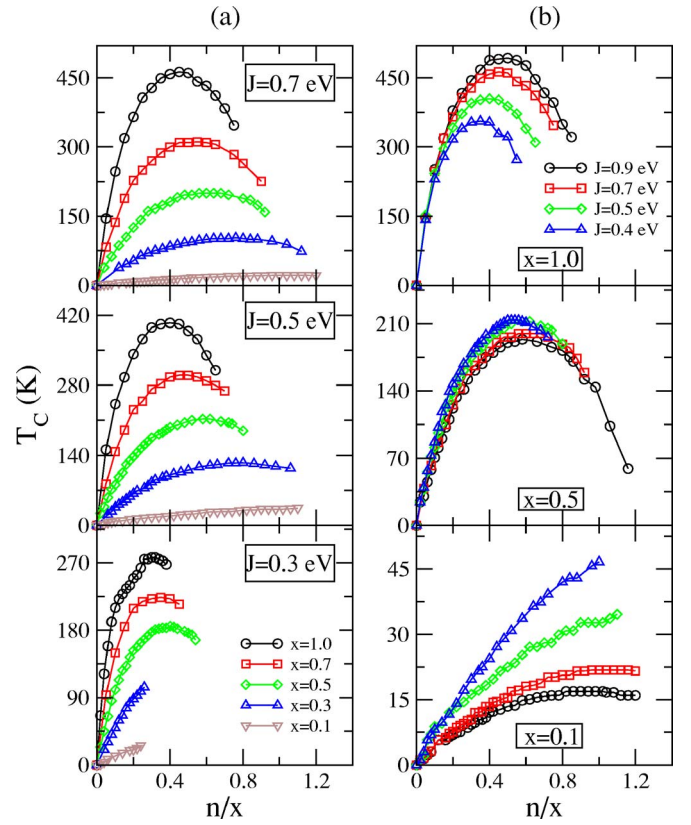 (a)
(b)
450
300
150
0
J=0.7 eV
450
300
150
0
J=0.9 eV
J=0.7 eV
J=0.5 eV
J=0.4 eV
x=1.0
T_C (K)
420
280
140
0
J=0.5 eV
210
140
70
0
x=0.5
270
180
90
0
J=0.3 eV
x=1.0
x=0.7
x=0.5
x=0.3
x=0.1
45
30
15
0
x=0.1
0 0.4 0.8 1.2
0 0.4 0.8 1.2
n/x
n/x